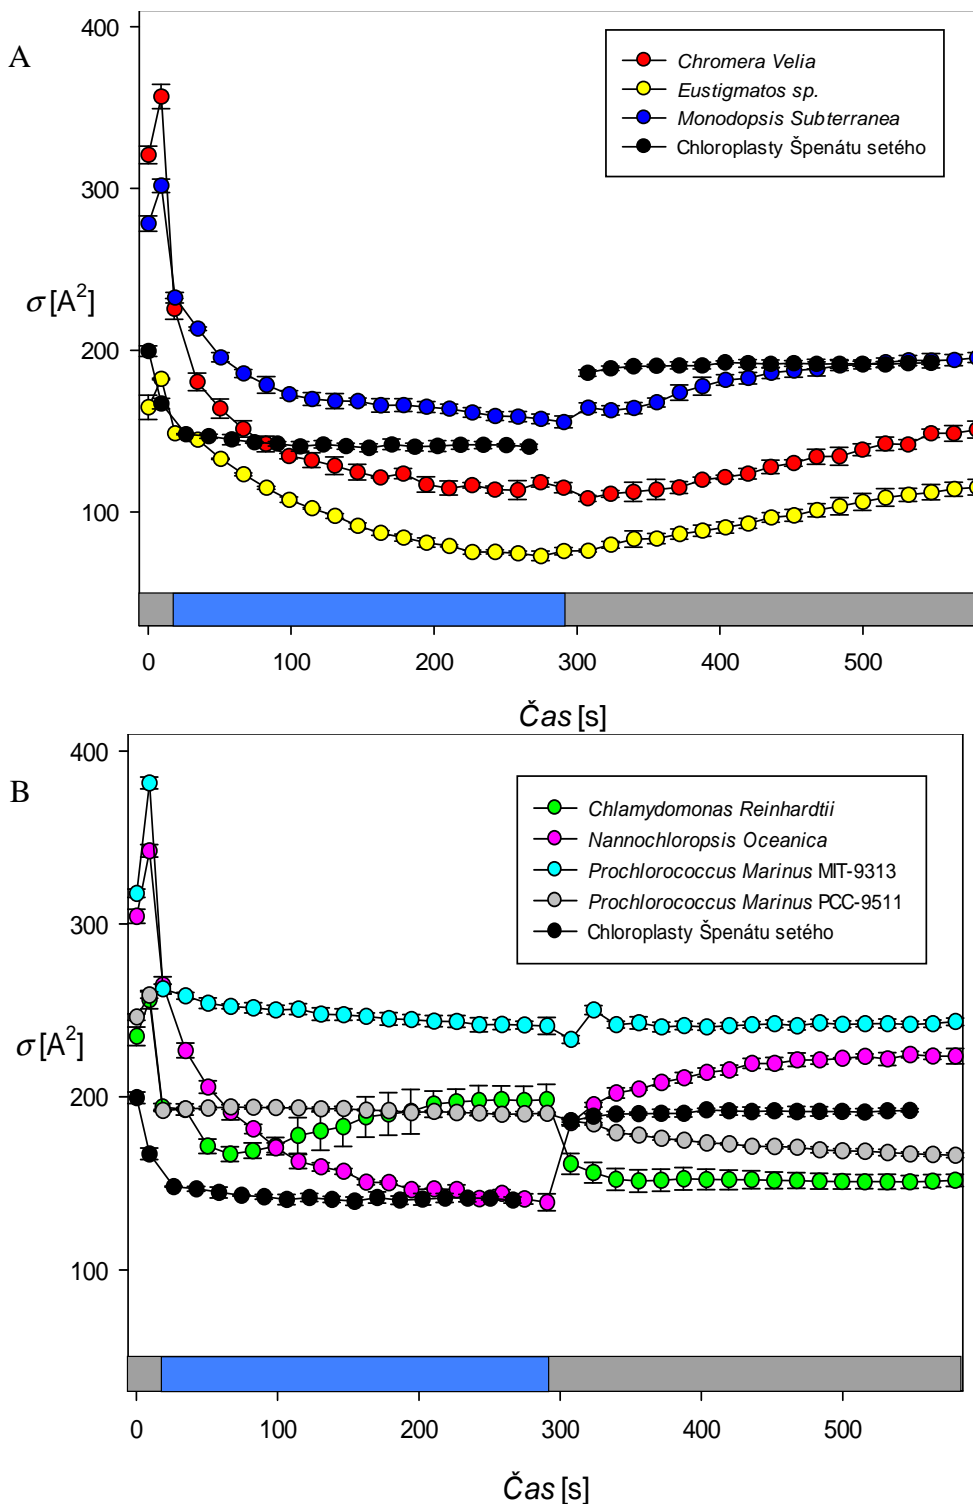 A
400
300
200
100
σ [A²]
Chromera Velia
Eustigmatos sp.
Monodopsis Subterranea
Chloroplasty Špenátu setého
0 100 200 300 400 500
Čas [s]
B
400
300
200
100
σ [A²]
Chlamydomonas Reinhardtii
Nannochloropsis Oceanica
Prochlorococcus Marinus MIT-9313
Prochlorococcus Marinus PCC-9511
Chloroplasty Špenátu setého
0 100 200 300 400 500
Čas [s]